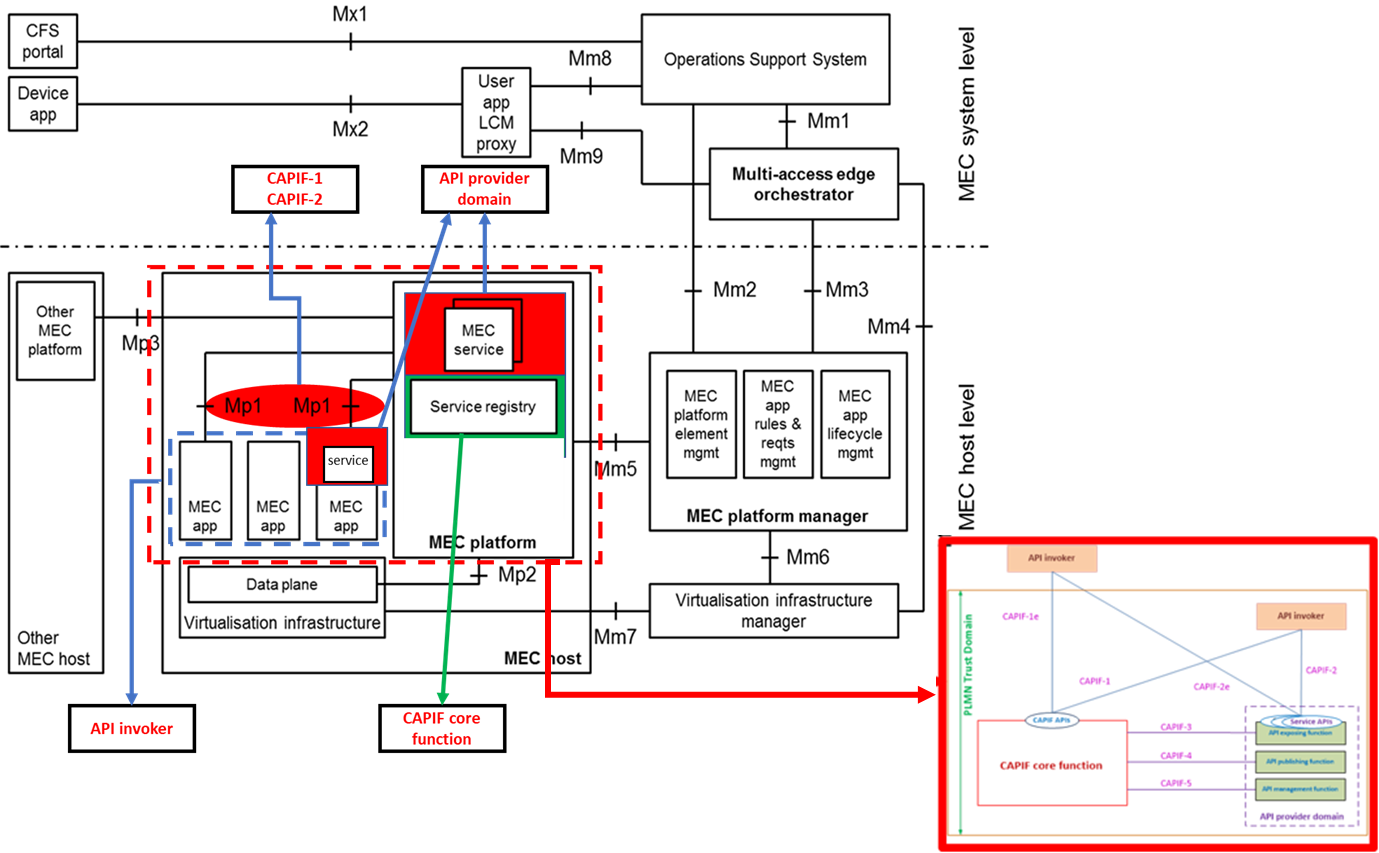 Mx1
CFS
portal
Operations Support System
Mm8
Device
app
User
app
LCM
proxy
Mx2
Mm1
Mm9
MEC system level
CAPIF-1
CAPIF-2
API provider
domain
Multi-access edge
orchestrator
Other
MEC
platform
Mp3
MEC
service
Mm2
Mm3
Mm4
Mp1
Mp1
Service registry
MEC
platform
element
mgmt
MEC
app
rules &
reqts
mgmt
MEC
app
lifecycle
mgmt
MEC host level
service
Mm5
MEC
app
MEC
app
MEC
app
MEC platform
MEC platform manager
Data plane
Mp2
Mm6
Virtualisation infrastructure
Virtualisation infrastructure
manager
Mm7
Other
MEC host
MEC host
API invoker
CAPIF core
function
API invoker
API invoker
CAPIF-1e
PLMN Trust Domain
CAPIF-1
CAPIF-2e
CAPIF-2
CAPIF APIs
Service APIs
CAPIF-3
API exposing function
CAPIF core function
CAPIF-4
API publishing function
CAPIF-5
API management function
API provider domain